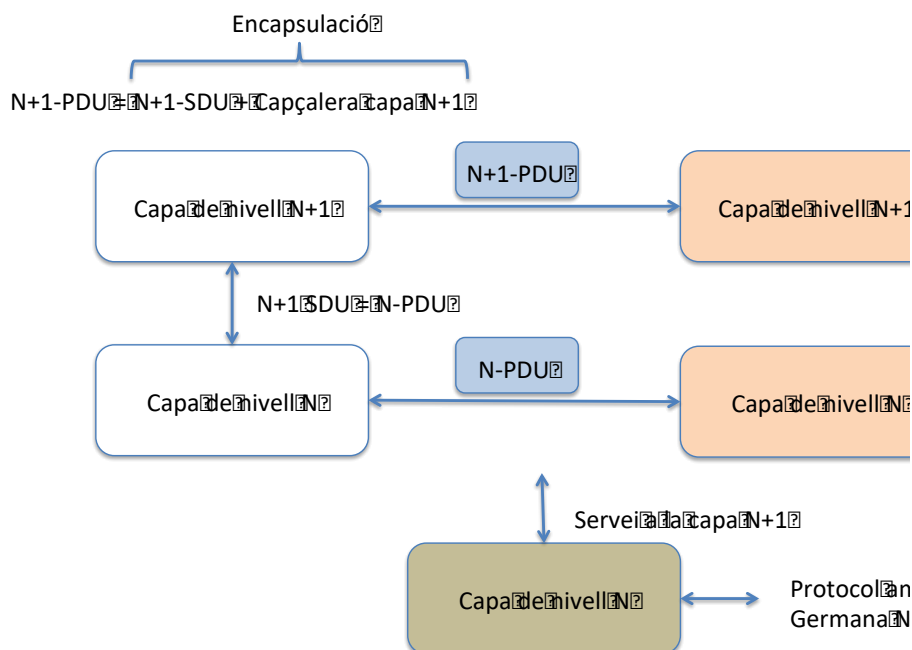 Encapsulació
N+1-PDU = N+1-SDU + Capçalera capa N+1
N+1-PDU
Capa de nivell N+1
Capa de nivell N+1
N+1 SDU = N-PDU
N-PDU
Capa de nivell N
Capa de nivell N
Servei a la capa N+1
Capa de nivell N
Protocol am
Germana N